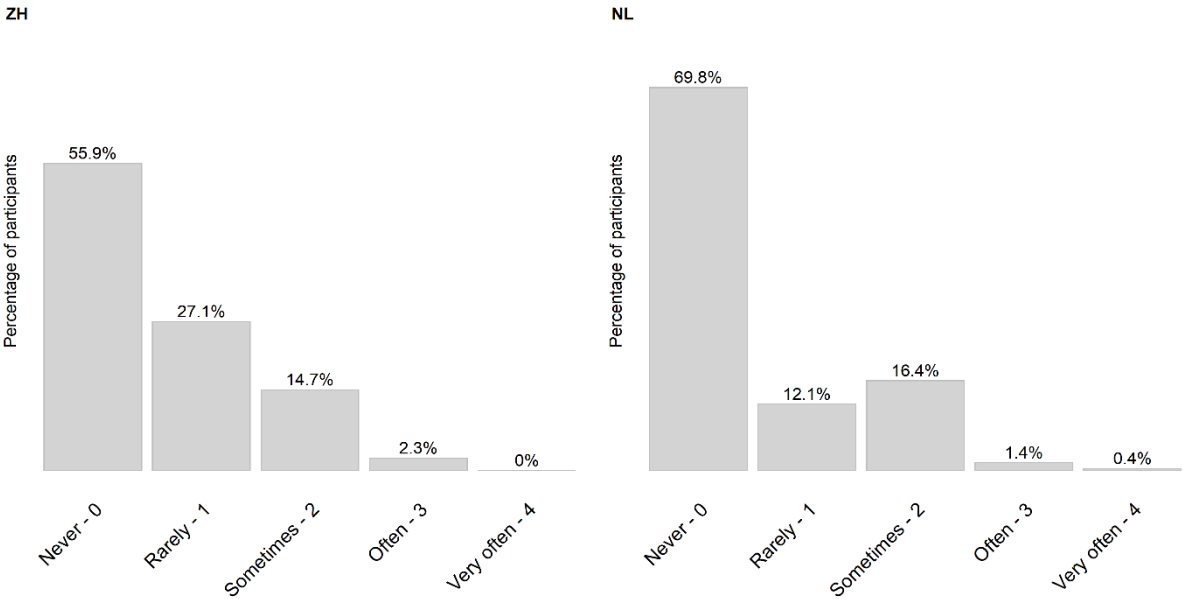 ZH
Percentage of participants
55.9%
27.1%
14.7%
2.3%
0%
Never - 0
Rarely - 1
Sometimes - 2
Often - 3
Very often - 4
NL
Percentage of participants
69.8%
12.1%
16.4%
1.4%
0.4%
Never - 0
Rarely - 1
Sometimes - 2
Often - 3
Very often - 4